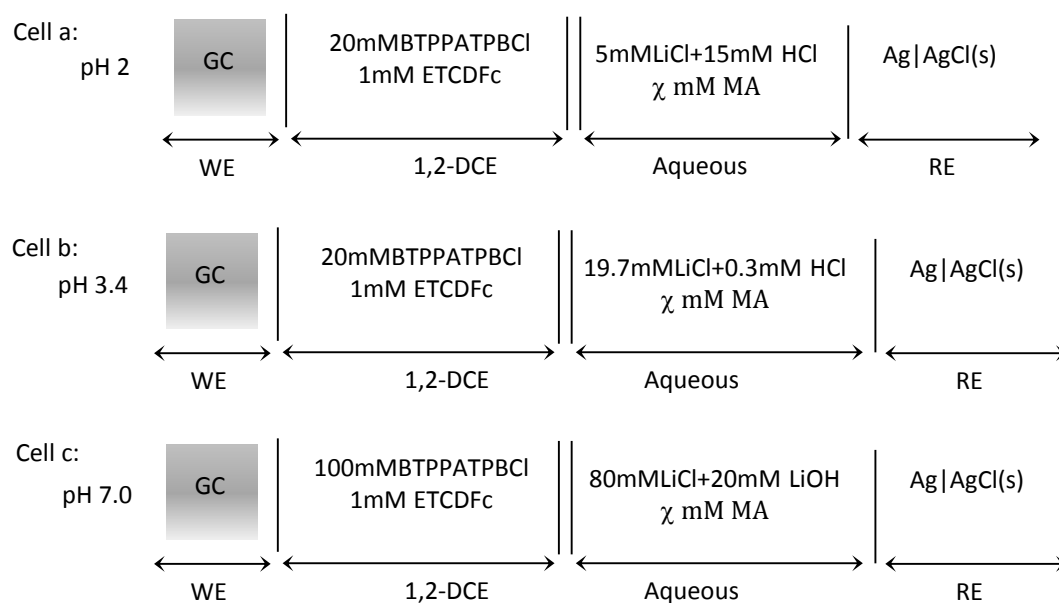 Cell a:
pH 2
GC
20mMBTPPATPBCl
1mM ETCDFc
5mMLiCl+15mM HCl
χ mM MA
Ag|AgCl(s)
WE
1,2-DCE
Aqueous
RE
Cell b:
pH 3.4
GC
20mMBTPPATPBCl
1mM ETCDFc
19.7mMLiCl+0.3mM HCl
χ mM MA
Ag|AgCl(s)
WE
1,2-DCE
Aqueous
RE
Cell c:
pH 7.0
GC
100mMBTPPATPBCl
1mM ETCDFc
80mMLiCl+20mM LiOH
χ mM MA
Ag|AgCl(s)
WE
1,2-DCE
Aqueous
RE